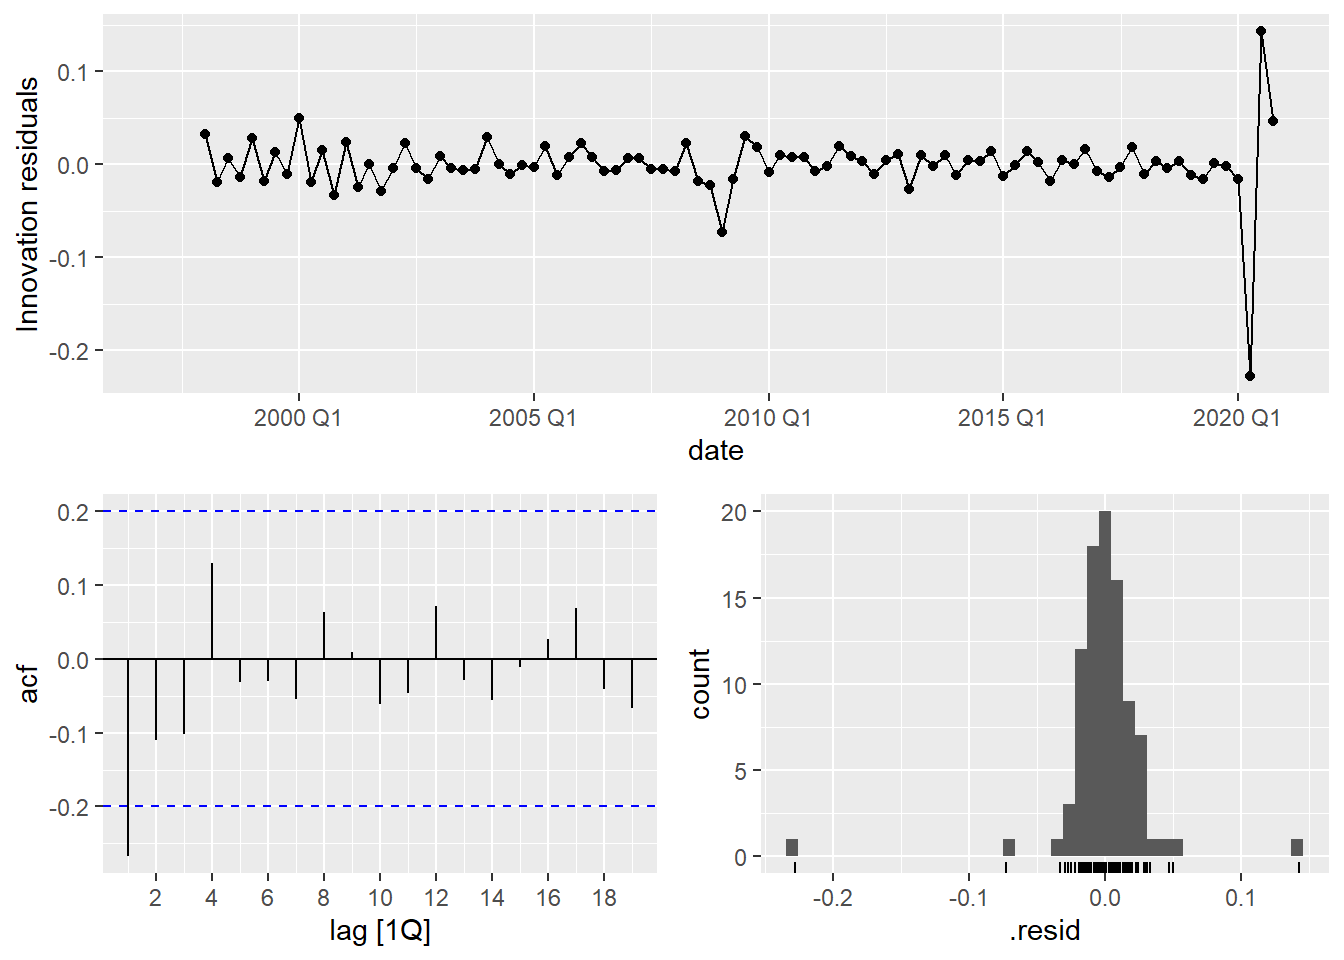 Innovation residuals
0.1
0.0
-0.1
-0.2
2000 Q1 2005 Q1 2010 Q1 2015 Q1 2020 Q1
date
acf
0.2
0.1
0.0
-0.1
-0.2
2 4 6 8 10 12 14 16 18
lag [1Q]
count
20
15
10
5
0
-0.2 -0.1 0.0 0.1
.resid